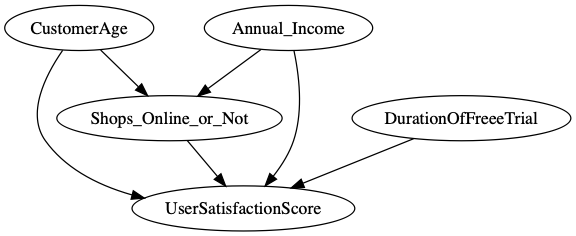 CustomerAge
Annual_Income
Shops_Online_or_Not
DurationOfFreeeTrial
UserSatisfactionScore